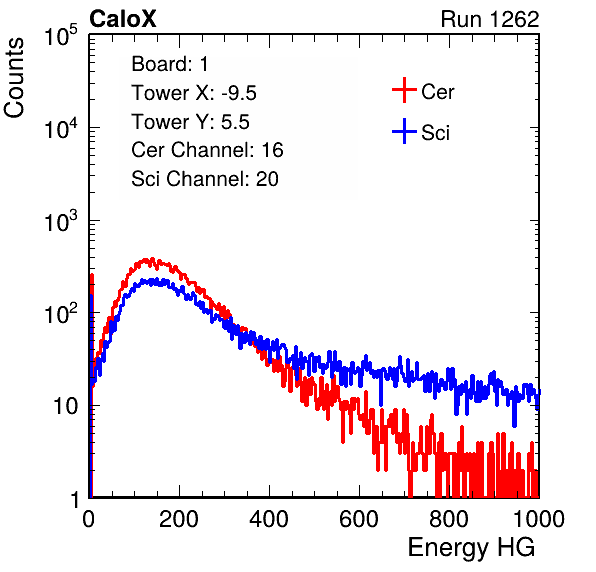 CaloX Run 1262
Counts
Board: 1
Tower X: -9.5
Tower Y: 5.5
Cer Channel: 16
Sci Channel: 20
Cer
Sci
10^5
10^4
10^3
10^2
10
1
0 200 400 600 800 1000
Energy HG